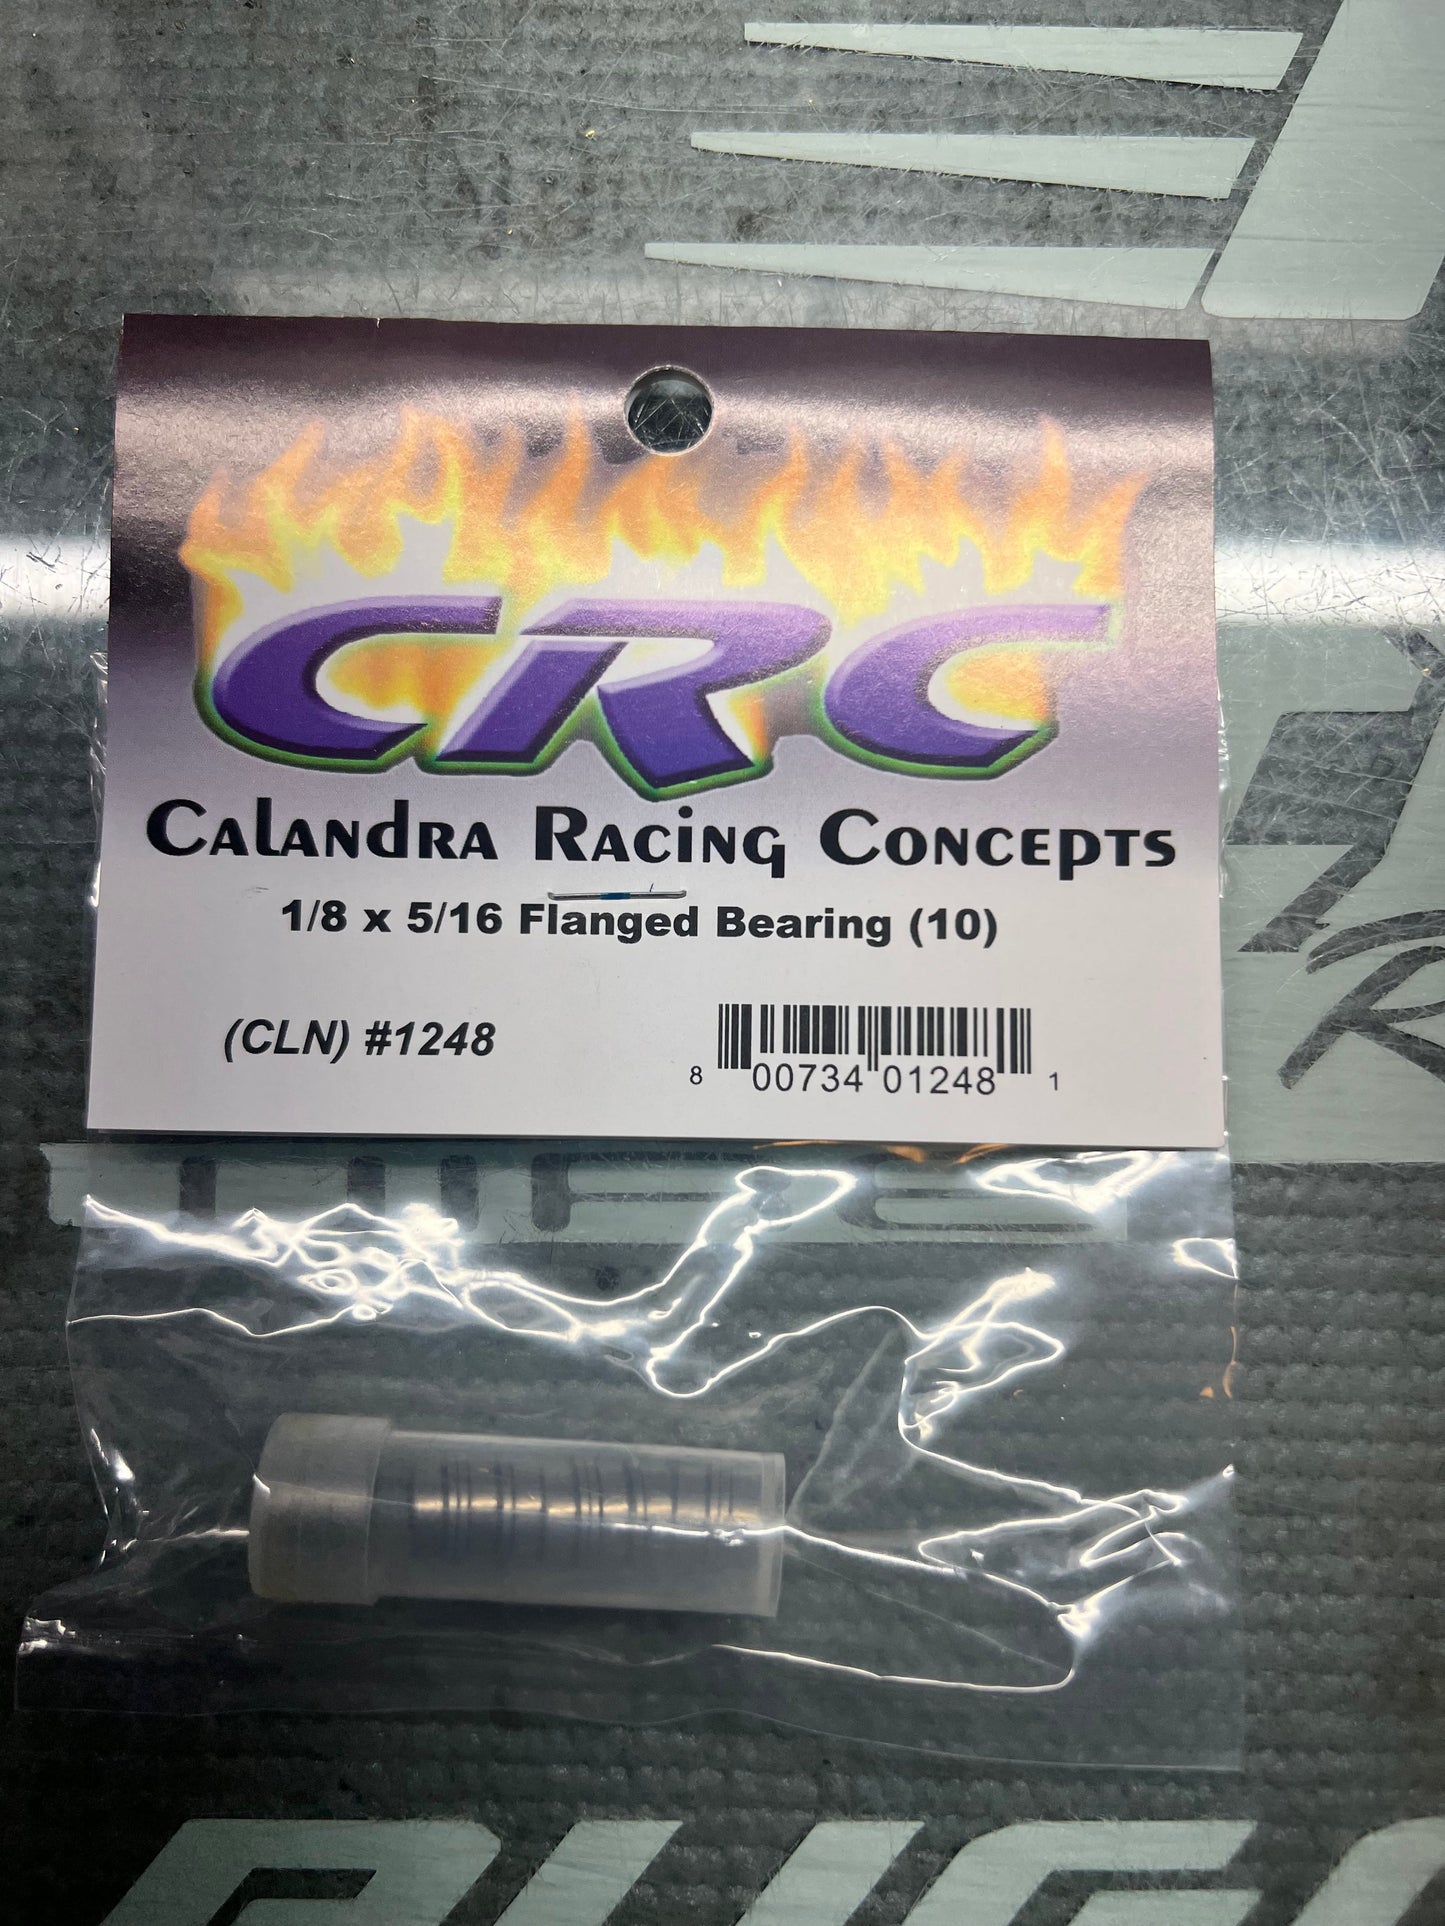 CRC
Calandra Racing Concepts
1/8 x 5/16 Flanged Bearing (10)
(CLN) #1248
8 00734 01248 1